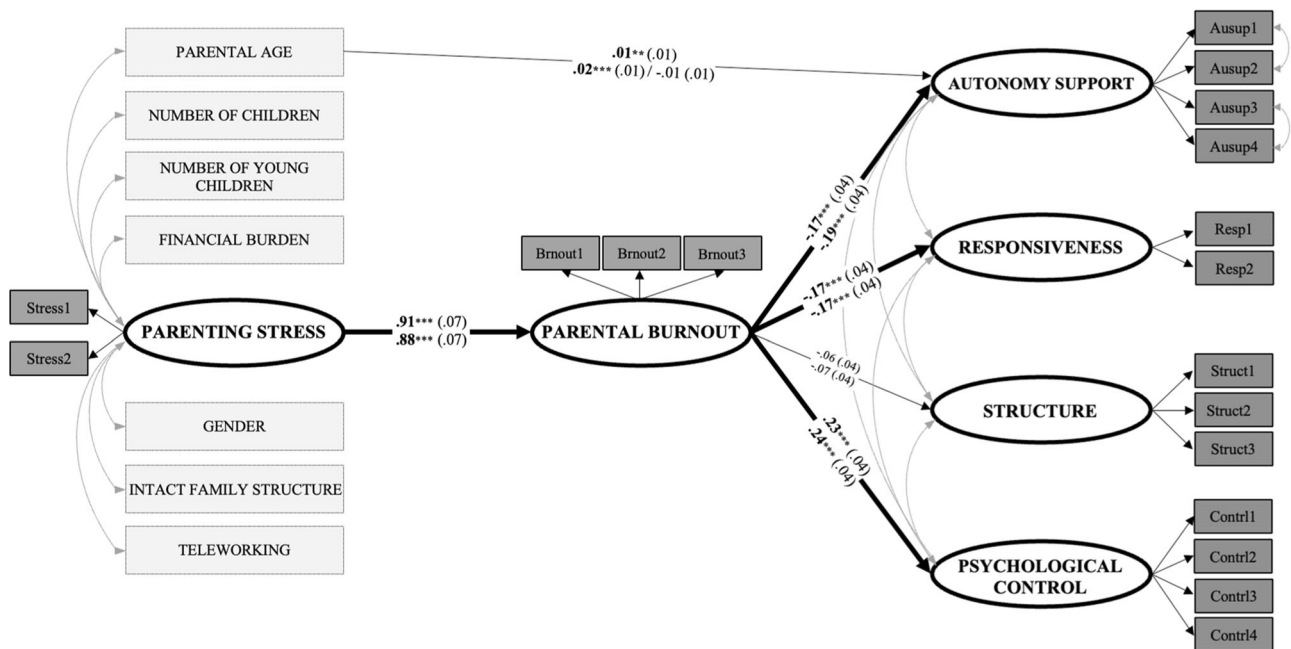 PARENTAL AGE
NUMBER OF CHILDREN
NUMBER OF YOUNG
CHILDREN
FINANCIAL BURDEN
Stress1
Stress2
PARENTING STRESS
GENDER
INTACT FAMILY STRUCTURE
TELEWORKING
.01** (.01)
.02*** (.01) / -.01 (.01)
.91*** (.07)
.88*** (.07)
Brnout1
Brnout2
Brnout3
PARENTAL BURNOUT
-.17*** (.04)
-.19*** (.04)
-.17*** (.04)
-.17*** (.04)
-.06 (.04)
-.07 (.04)
.23*** (.04)
.24*** (.04)
AUTONOMY SUPPORT
Ausup1
Ausup2
Ausup3
Ausup4
RESPONSIVENESS
Resp1
Resp2
STRUCTURE
Struct1
Struct2
Struct3
PSYCHOLOGICAL
CONTROL
Contrl1
Contrl2
Contrl3
Contrl4